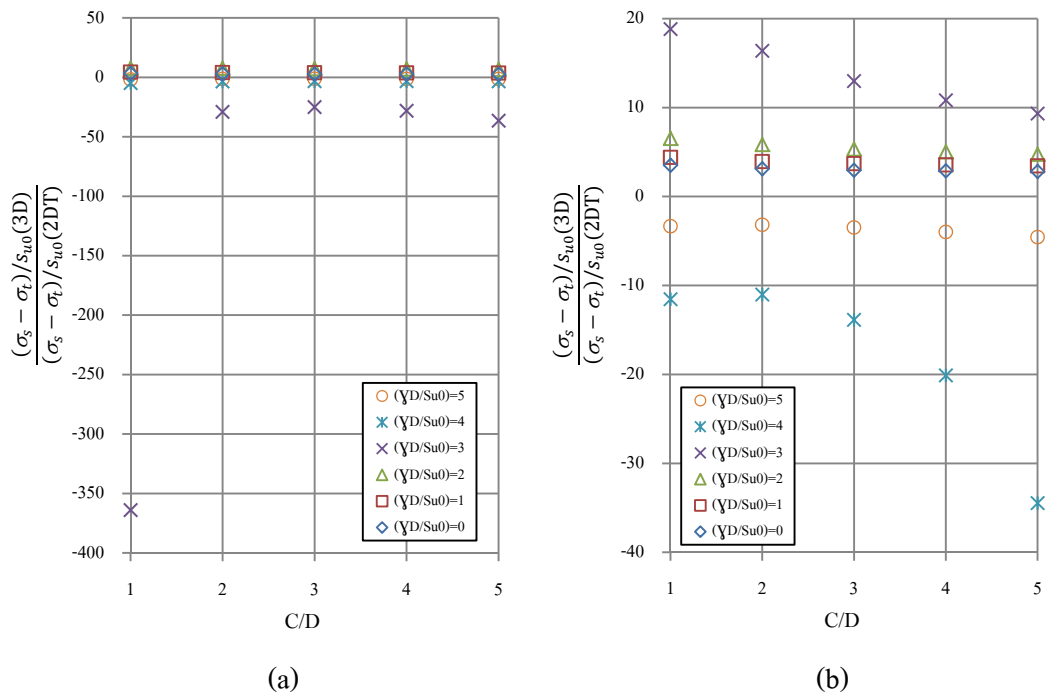 50
0
-50
-100
-150
-200
-250
-300
-350
-400
(σₛ − σₜ)/sᵤ₀(3D)
(σₛ − σₜ)/sᵤ₀(2DT)
(ɣD/Su0)=5
(ɣD/Su0)=4
(ɣD/Su0)=3
(ɣD/Su0)=2
(ɣD/Su0)=1
(ɣD/Su0)=0
1 2 3 4 5
C/D
(a)
20
10
0
-10
-20
-30
-40
(σₛ − σₜ)/sᵤ₀(3D)
(σₛ − σₜ)/sᵤ₀(2DT)
(ɣD/Su0)=5
(ɣD/Su0)=4
(ɣD/Su0)=3
(ɣD/Su0)=2
(ɣD/Su0)=1
(ɣD/Su0)=0
1 2 3 4 5
C/D
(b)